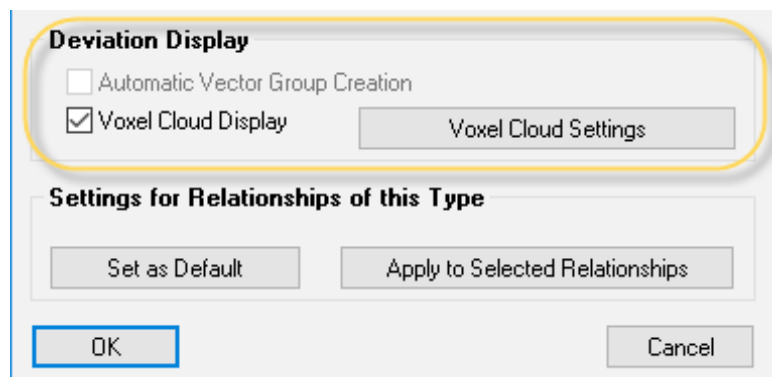 Deviation Display
Automatic Vector Group Creation
Voxel Cloud Display
Voxel Cloud Settings
Settings for Relationships of this Type
Set as Default
Apply to Selected Relationships
OK
Cancel